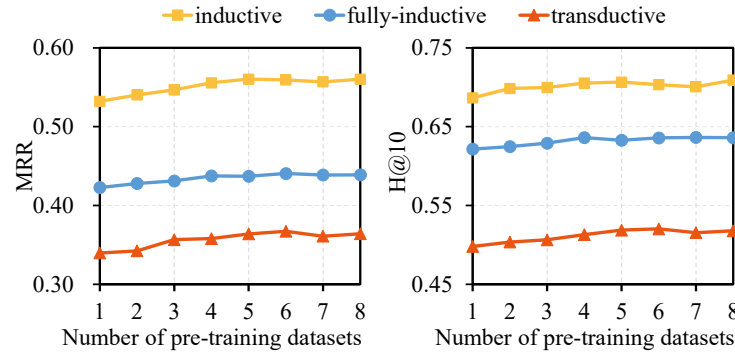 inductive fully-inductive transductive
MRR
0.60
0.50
0.40
0.30
1 2 3 4 5 6 7 8
Number of pre-training datasets
H@10
0.75
0.65
0.55
0.45
1 2 3 4 5 6 7 8
Number of pre-training datasets